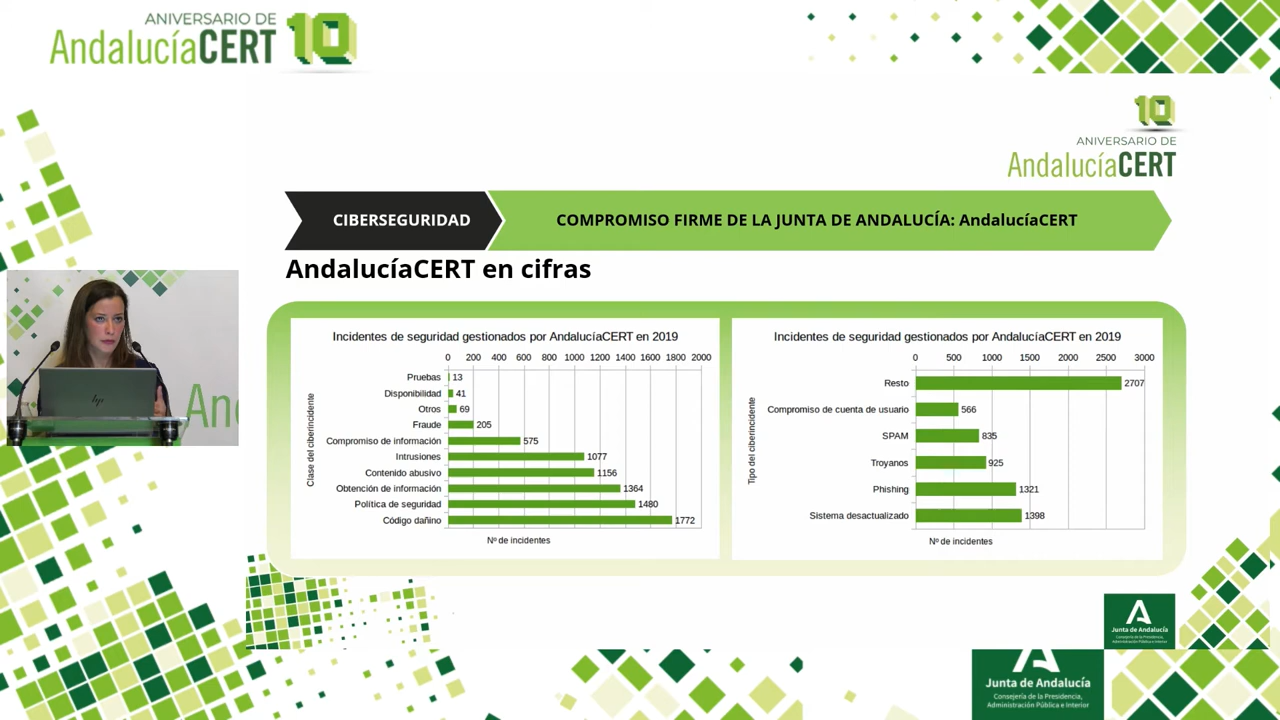 ANIVERSARIO DE
AndalucíaCERT 10
10
ANIVERSARIO DE
AndalucíaCERT
CIBERSEGURIDAD
COMPROMISO FIRME DE LA JUNTA DE ANDALUCÍA: AndalucíaCERT
AndalucíaCERT en cifras
Incidentes de seguridad gestionados por AndalucíaCERT en 2019
0 200 400 600 800 1000 1200 1400 1600 1800 2000
Clase del ciberincidente
Pruebas 13
Disponibilidad 41
Otros 69
Fraude 205
Compromiso de información 575
Intrusiones 1077
Contenido abusivo 1156
Obtención de información 1364
Política de seguridad 1480
Código dañino 1772
Nº de incidentes
Incidentes de seguridad gestionados por AndalucíaCERT en 2019
0 500 1000 1500 2000 2500 3000
Tipo del ciberincidente
Resto 2707
Compromiso de cuenta de usuario 566
SPAM 835
Troyanos 925
Phishing 1321
Sistema desactualizado 1398
Nº de incidentes
hp
An
Junta de Andalucía
Consejería de la Presidencia,
Administración Pública e Interior
Junta de Andalucía
Consejería de la Presidencia,
Administración Pública e Interior